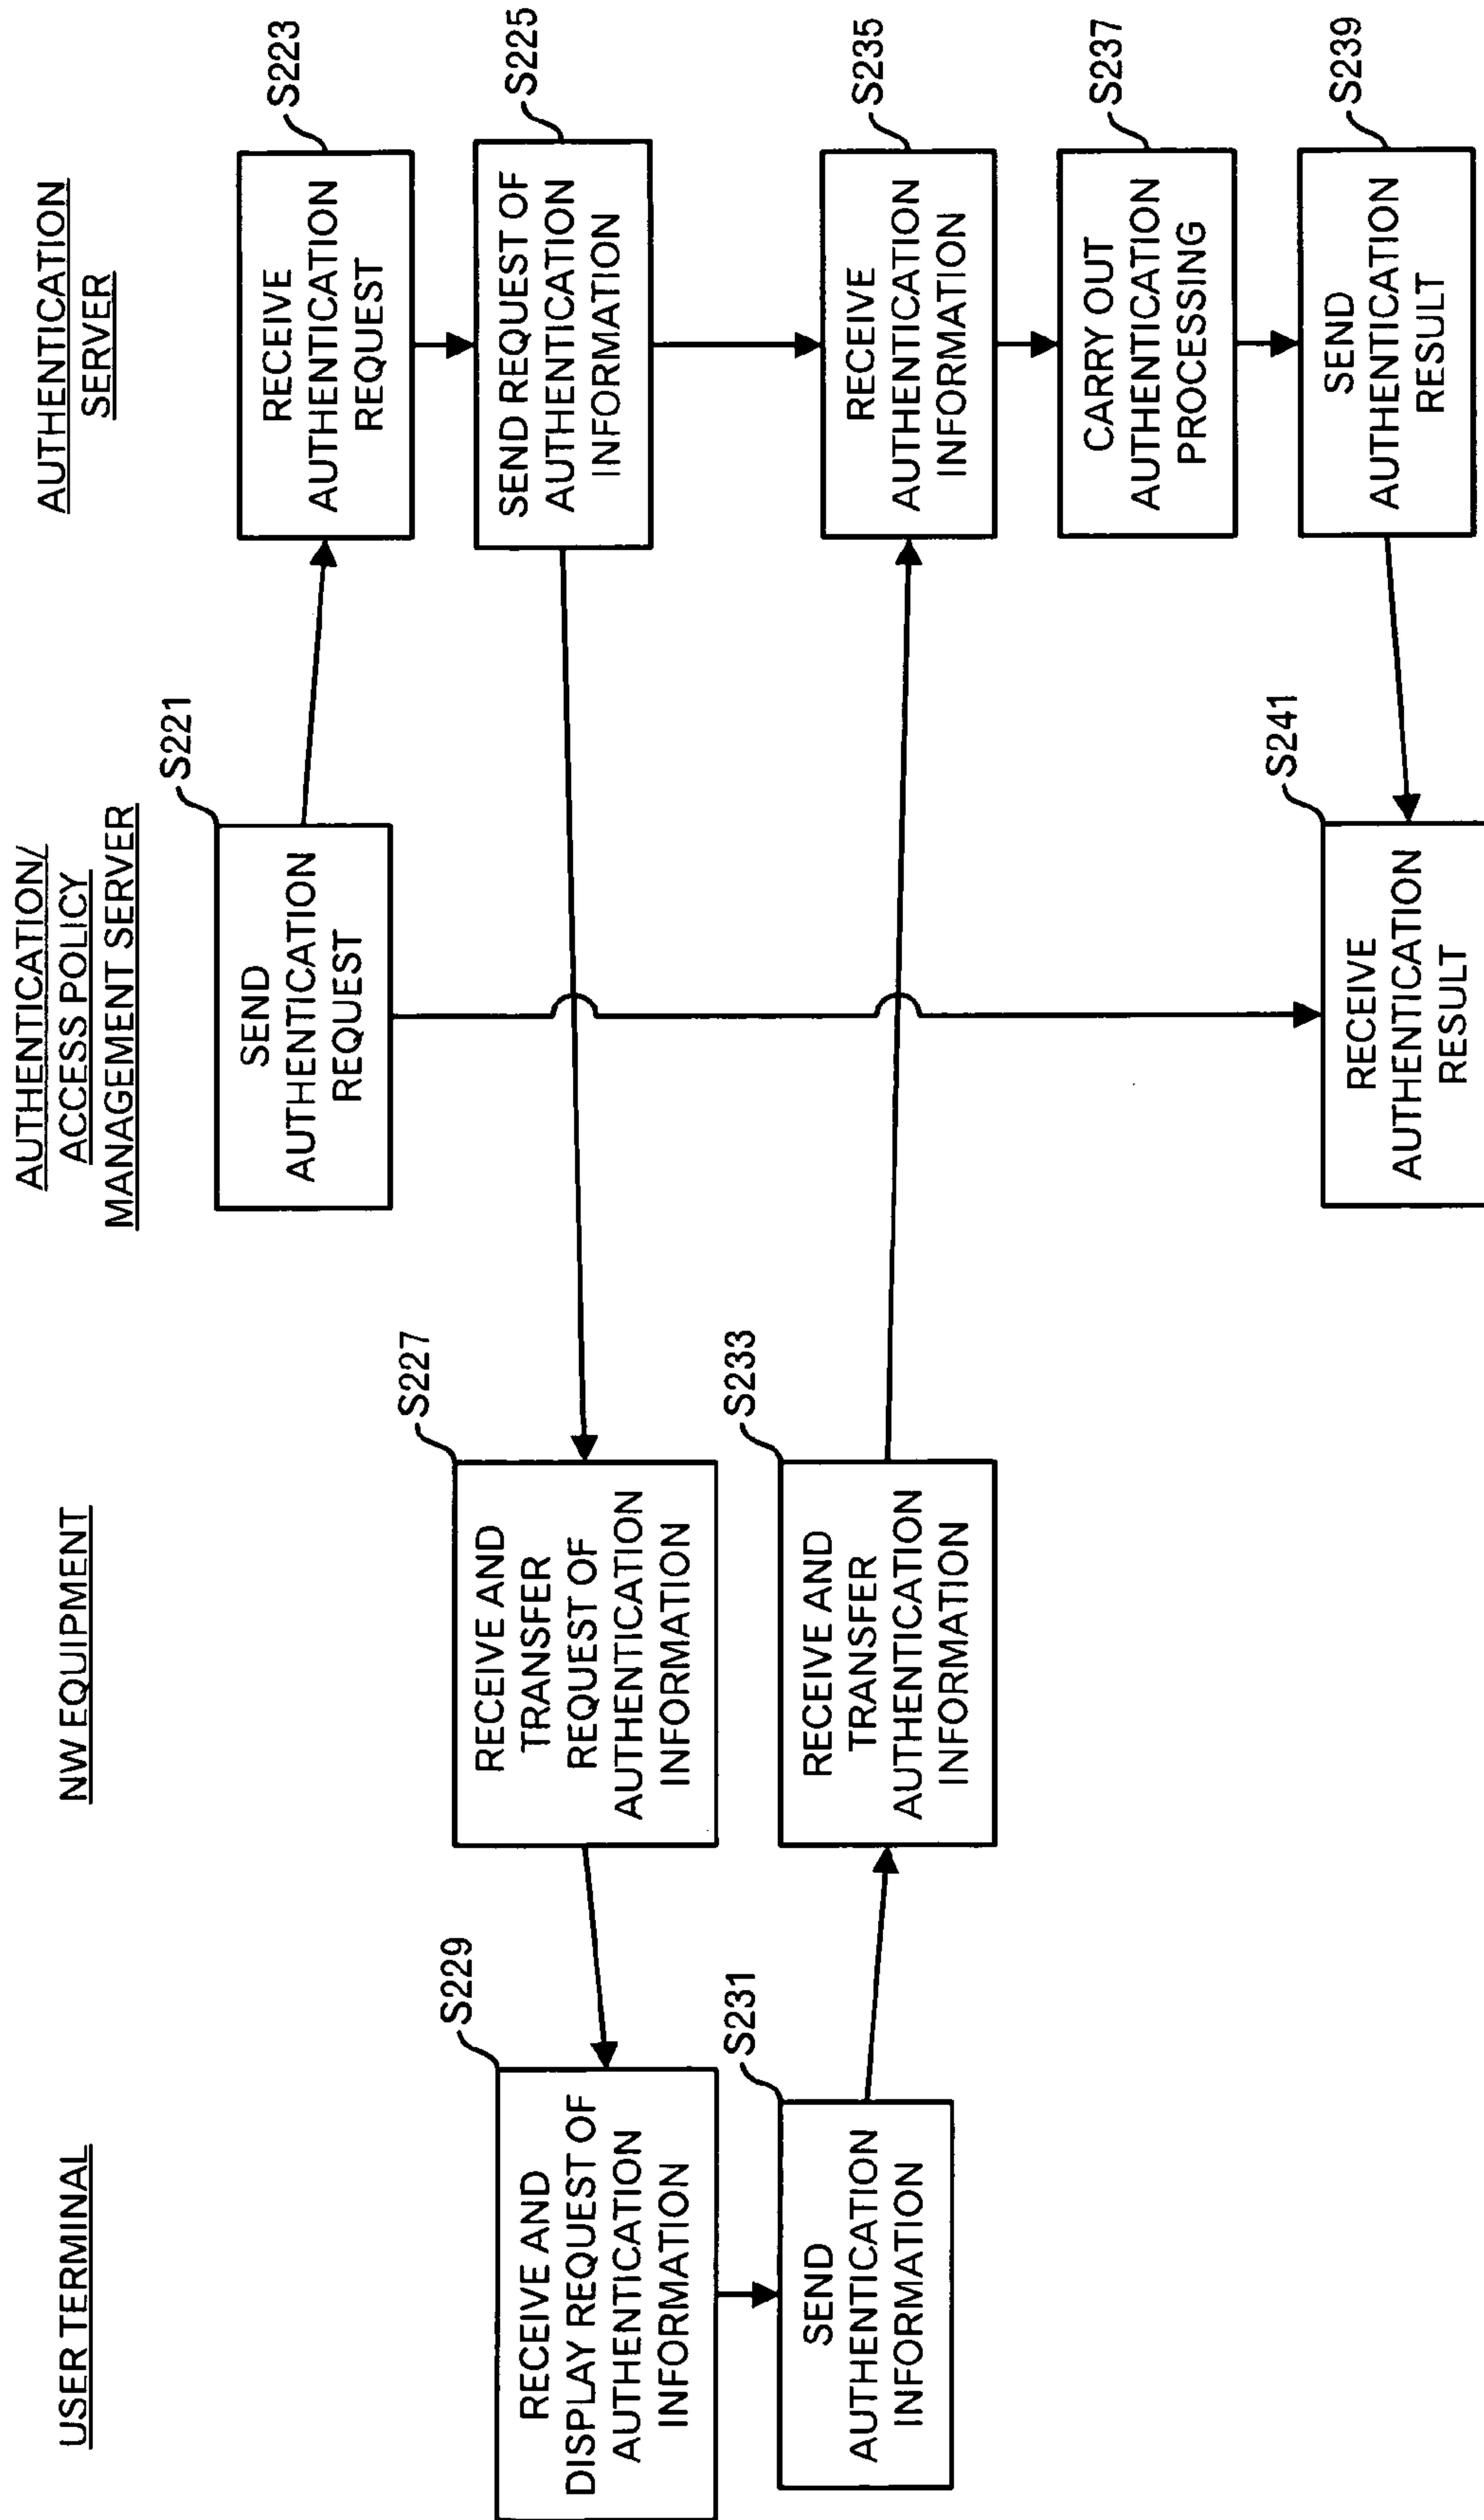 USER TERMINAL
NW EQUIPMENT
AUTHENTICATION/
ACCESS POLICY
MANAGEMENT SERVER
AUTHENTICATION
SERVER
S221
SEND
AUTHENTICATION
REQUEST
S223
RECEIVE
AUTHENTICATION
REQUEST
S225
SEND REQUEST OF
AUTHENTICATION
INFORMATION
S227
RECEIVE AND
TRANSFER
REQUEST OF
AUTHENTICATION
INFORMATION
S229
RECEIVE AND
DISPLAY REQUEST OF
AUTHENTICATION
INFORMATION
S231
SEND
AUTHENTICATION
INFORMATION
S233
RECEIVE AND
TRANSFER
AUTHENTICATION
INFORMATION
S235
RECEIVE
AUTHENTICATION
INFORMATION
S237
CARRY OUT
AUTHENTICATION
PROCESSING
S239
SEND
AUTHENTICATION
RESULT
S241
RECEIVE
AUTHENTICATION
RESULT